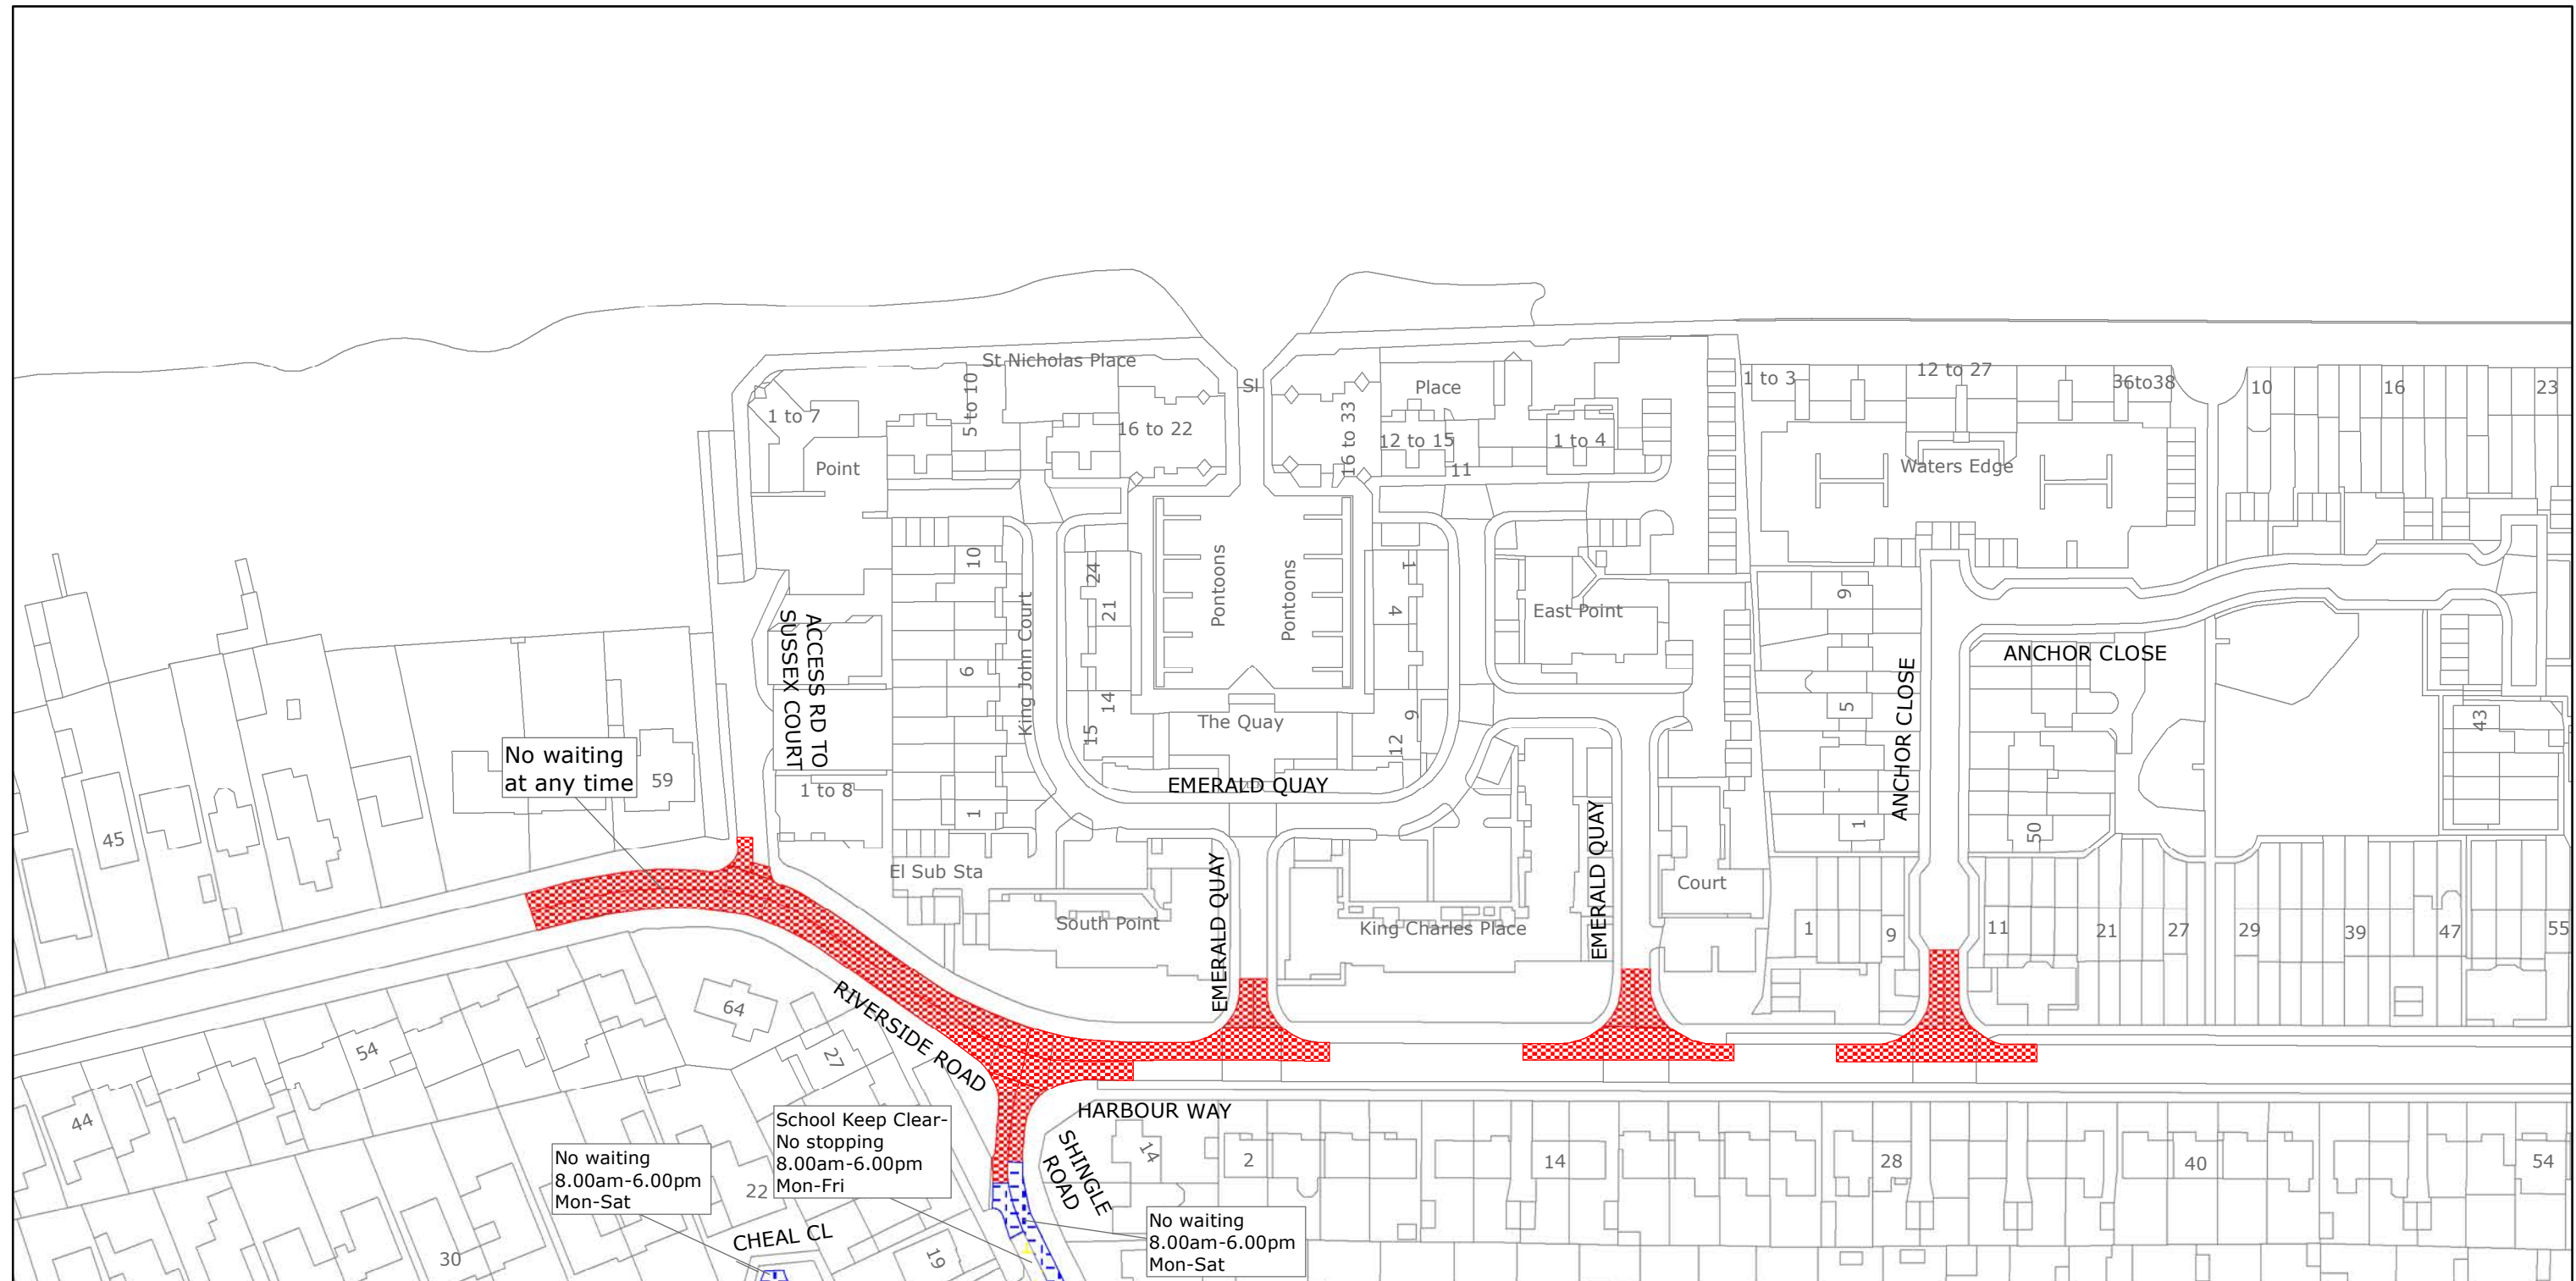 St Nicholas Place
Sl
Place
1 to 3
12 to 27
36to38
10
16
23
1 to 7
5 to 10
16 to 22
16 to 33
12 to 15
11
1 to 4
Point
Waters Edge
10
24
21
Pontoons
Pontoons
1
4
East Point
9
ACCESS RD TO
SUSSEX COURT
King John Court
6
14
15
The Quay
9
12
5
ANCHOR CLOSE
ANCHOR CLOSE
43
No waiting
at any time
59
1 to 8
1
EMERALD QUAY
1
50
45
El Sub Sta
EMERALD QUAY
EMERALD QUAY
Court
South Point
King Charles Place
1
9
11
21
27
29
39
47
55
64
RIVERSIDE ROAD
54
27
44
School Keep Clear-
No stopping
8.00am-6.00pm
Mon-Fri
HARBOUR WAY
SHINGLE
ROAD
14
2
14
28
40
54
No waiting
8.00am-6.00pm
Mon-Sat
22
No waiting
8.00am-6.00pm
Mon-Sat
CHEAL CL
30
19